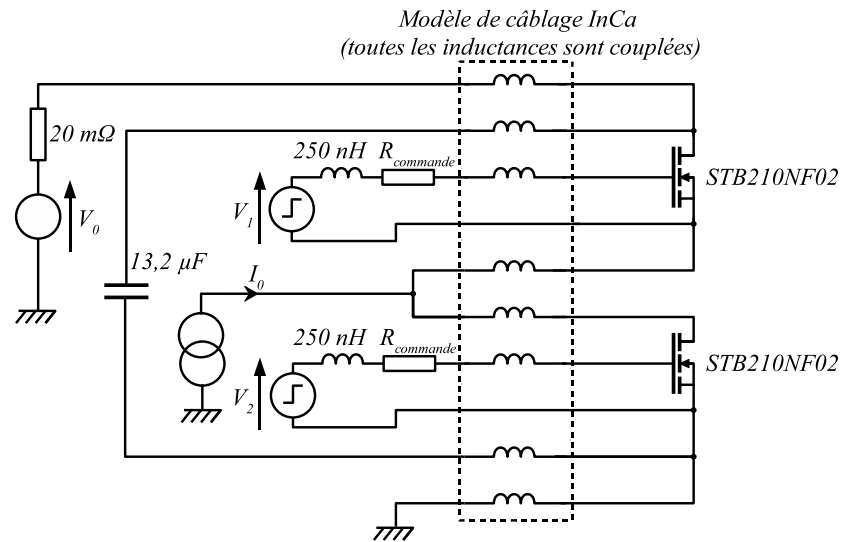 Modèle de câblage InCa
(toutes les inductances sont couplées)
20 mΩ
250 nH Rcommande
STB210NF02
V1
V0
13,2 µF
I0
250 nH Rcommande
STB210NF02
V2